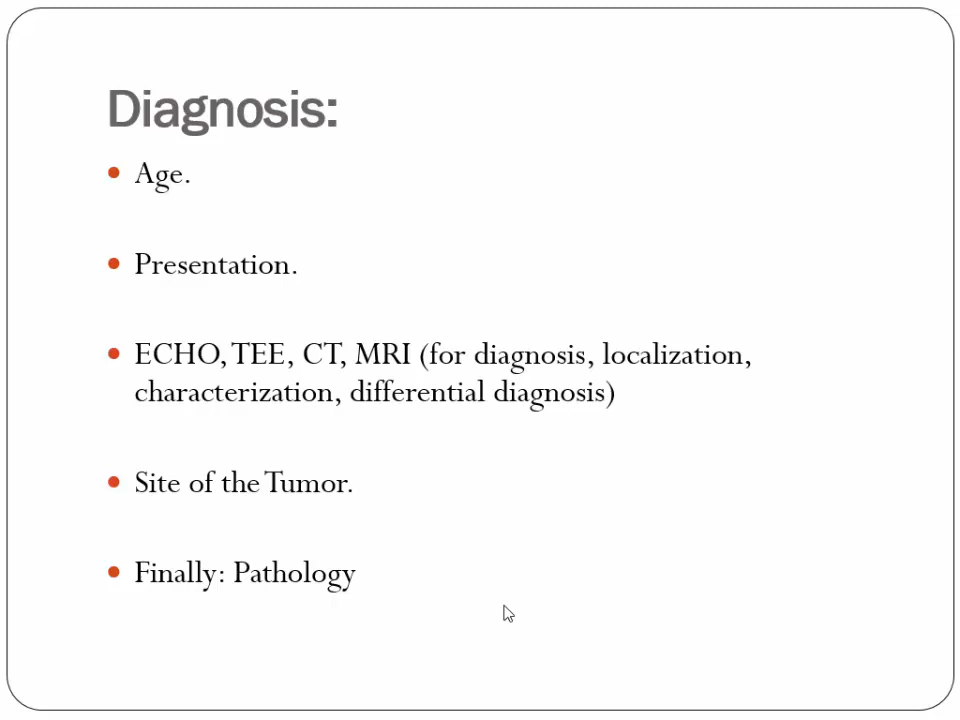 Diagnosis:
Age.
Presentation.
ECHO, TEE, CT, MRI (for diagnosis, localization,
characterization, differential diagnosis)
Site of the Tumor.
Finally: Pathology